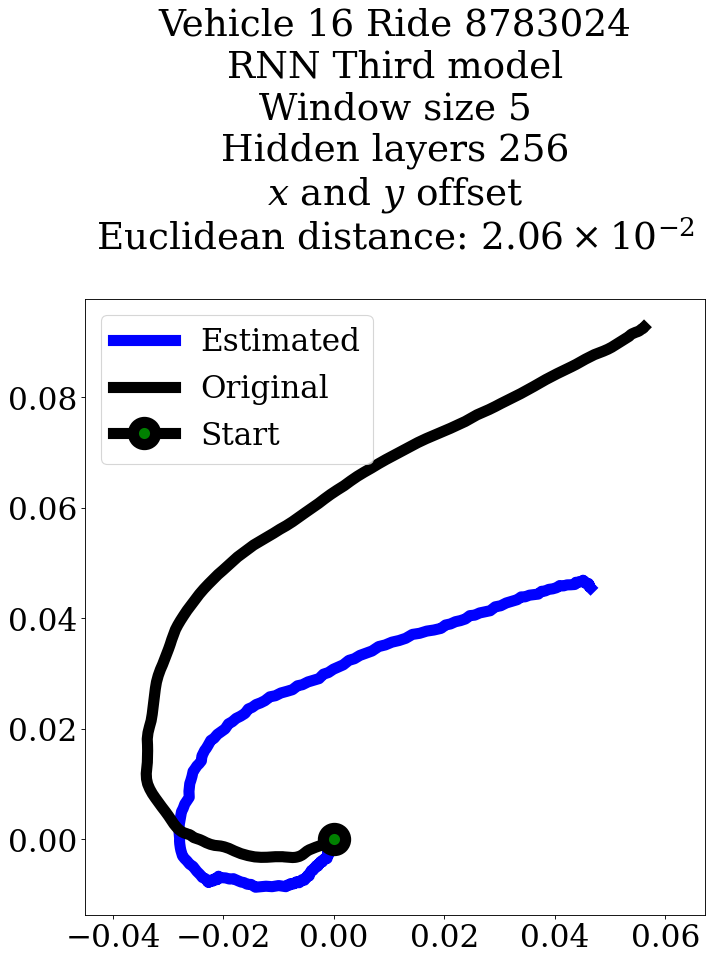 Vehicle 16 Ride 8783024
RNN Third model
Window size 5
Hidden layers 256
x and y offset
Euclidean distance: 2.06 × 10⁻²
Estimated
Original
Start
0.08
0.06
0.04
0.02
0.00
−0.04 −0.02 0.00 0.02 0.04 0.06